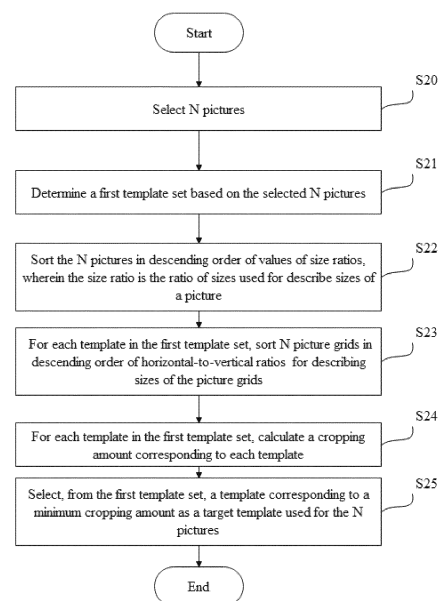 Start
S20
Select N pictures
S21
Determine a first template set based on the selected N pictures
S22
Sort the N pictures in descending order of values of size ratios,
wherein the size ratio is the ratio of sizes used for describe sizes of
a picture
S23
For each template in the first template set, sort N picture grids in
descending order of horizontal-to-vertical ratios for describing
sizes of the picture grids
S24
For each template in the first template set, calculate a cropping
amount corresponding to each template
S25
Select, from the first template set, a template corresponding to a
minimum cropping amount as a target template used for the N
pictures
End